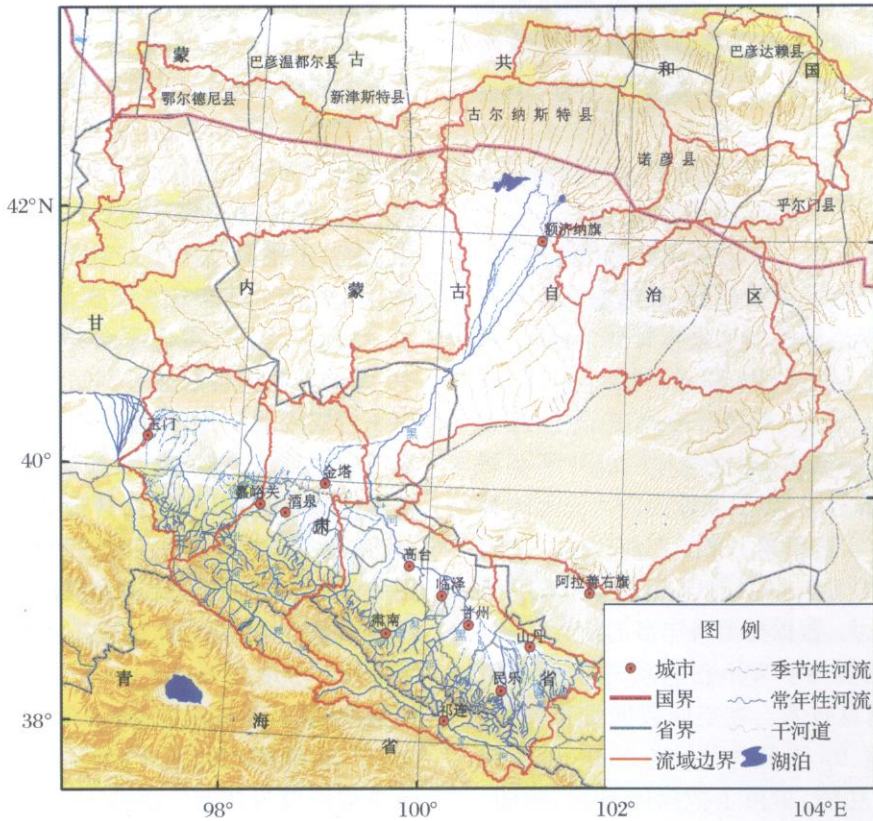 蒙 古 共 和 国
巴彦温都尔县
巴彦达赖县
鄂尔德尼县
新津斯特县
古尔纳斯特县
诺彦县
乎尔门县
42°N
额济纳旗
内 蒙 古 自 治 区
甘
玉门
黑
40°
金塔
嘉峪关
酒泉
肃
河
高台
临泽
阿拉善右旗
甘州
肃南
黑
山丹
民乐
省
祁连
青
海
省
38°
图 例
城市
季节性河流
国界
常年性河流
省界
干河道
流域边界
湖泊
98°
100°
102°
104°E